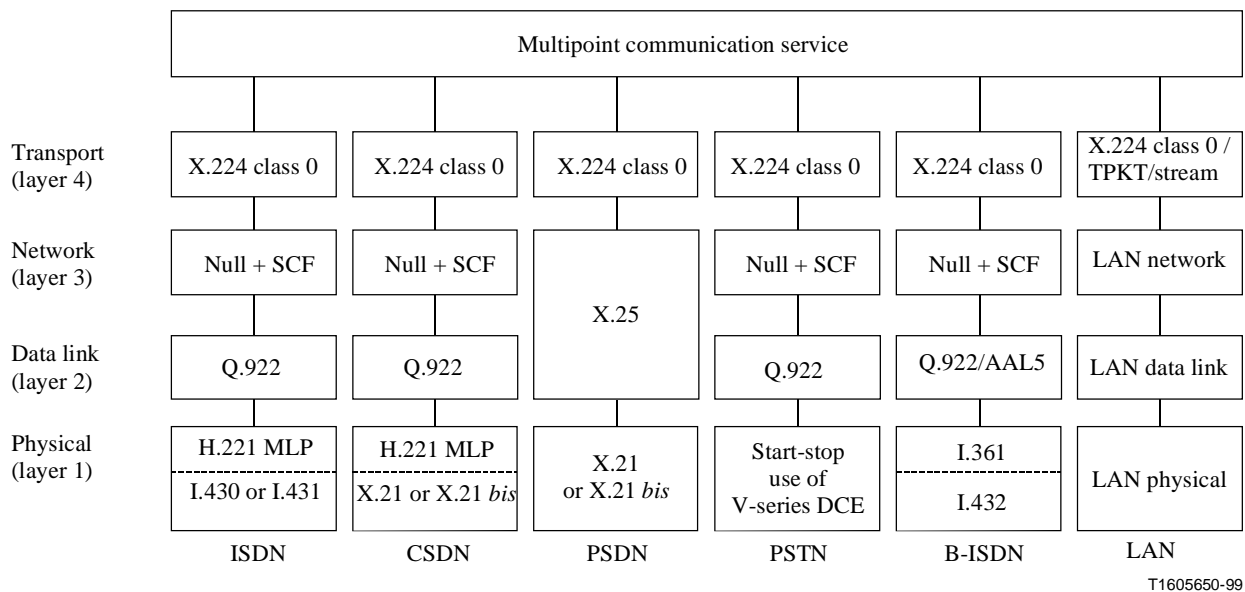 Multipoint communication service
Transport
(layer 4)
X.224 class 0
X.224 class 0
X.224 class 0
X.224 class 0
X.224 class 0
X.224 class 0 /
TPKT/stream
Network
(layer 3)
Null + SCF
Null + SCF
X.25
Null + SCF
Null + SCF
LAN network
Data link
(layer 2)
Q.922
Q.922
Q.922
Q.922/AAL5
LAN data link
Physical
(layer 1)
H.221 MLP
I.430 or I.431
H.221 MLP
X.21 or X.21 bis
X.21
or X.21 bis
Start-stop
use of
V-series DCE
I.361
I.432
LAN physical
ISDN
CSDN
PSDN
PSTN
B-ISDN
LAN
T1605650-99